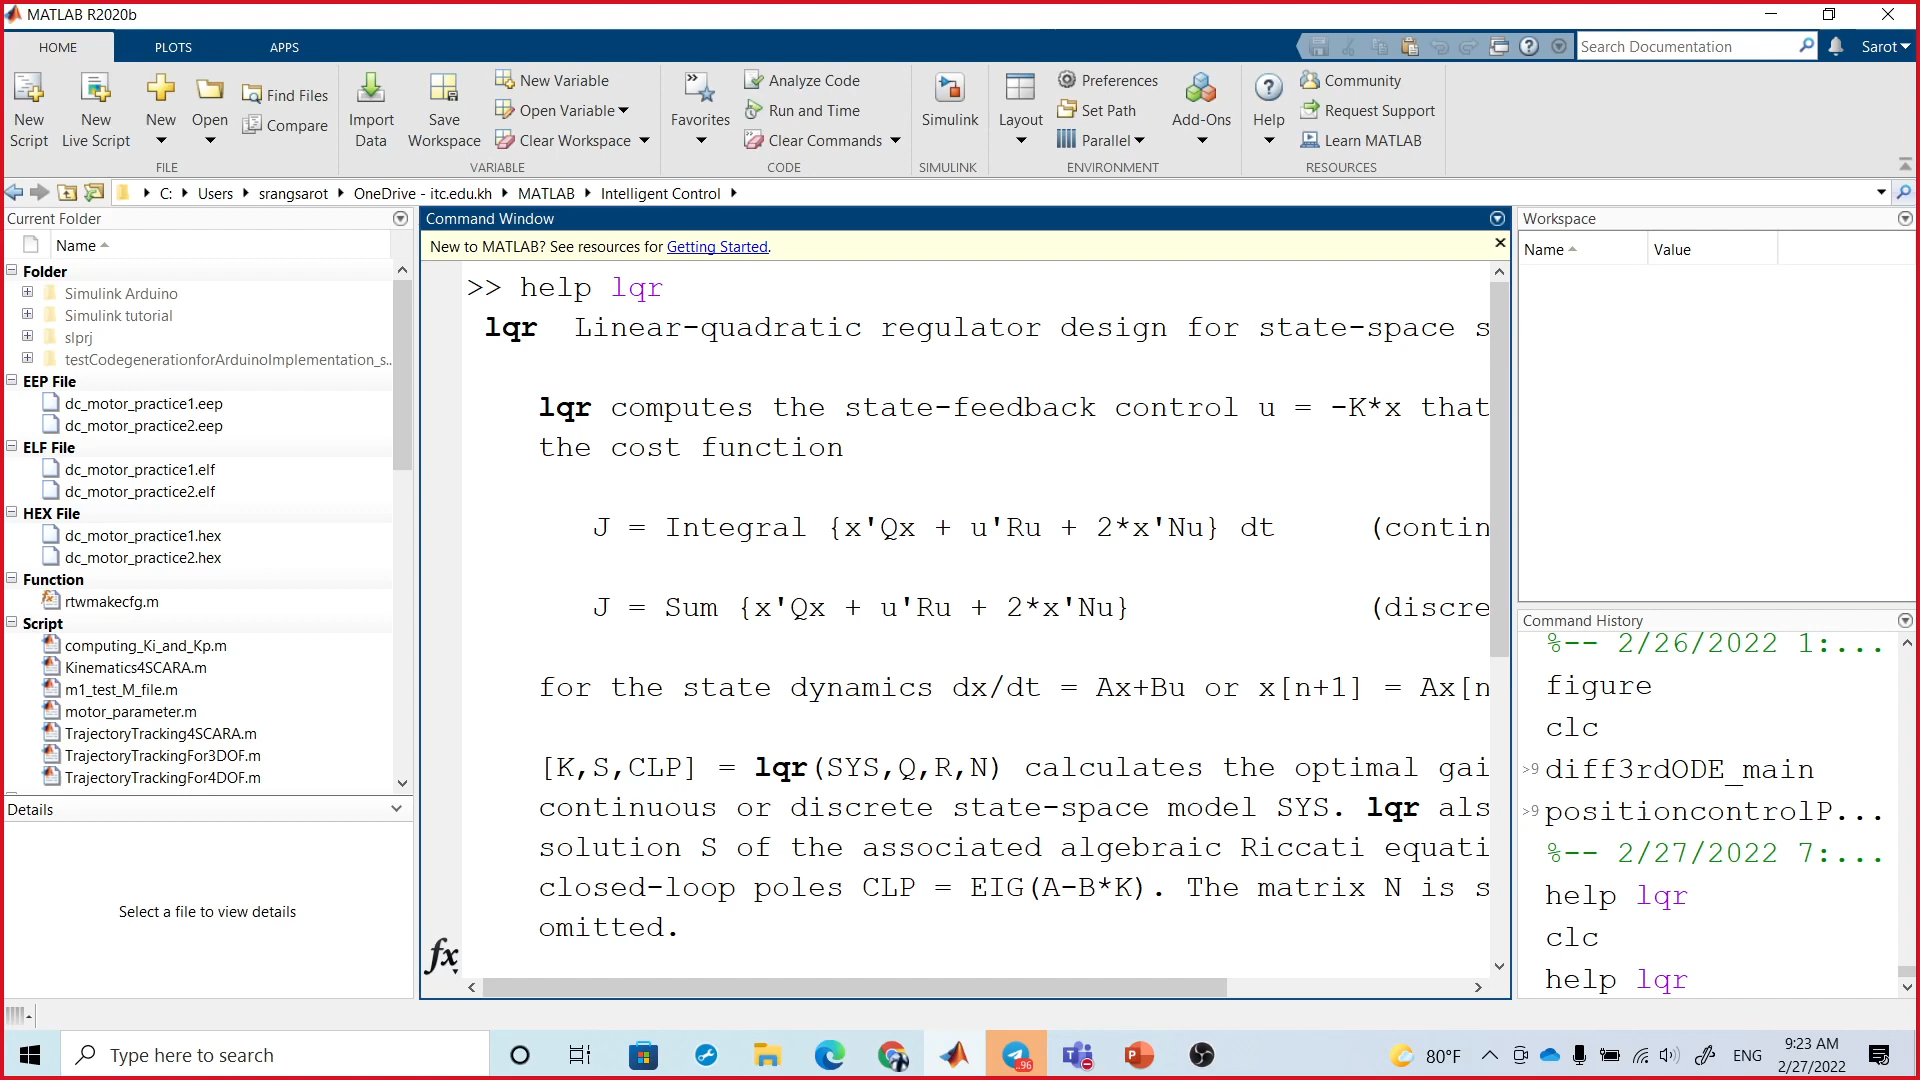 MATLAB R2020b
HOME
PLOTS
APPS
Search Documentation
Sarot
New Script
New Live Script
New
Open
Find Files
Compare
FILE
Import Data
Save Workspace
New Variable
Open Variable
Clear Workspace
VARIABLE
Favorites
Analyze Code
Run and Time
Clear Commands
CODE
Simulink
SIMULINK
Layout
Preferences
Set Path
Parallel
Add-Ons
ENVIRONMENT
Help
Community
Request Support
Learn MATLAB
RESOURCES
C: Users srangsarot OneDrive - itc.edu.kh MATLAB Intelligent Control
Current Folder
Name
Folder
Simulink Arduino
Simulink tutorial
slprj
testCodegenerationforArduinoImplementation_s...
EEP File
dc_motor_practice1.eep
dc_motor_practice2.eep
ELF File
dc_motor_practice1.elf
dc_motor_practice2.elf
HEX File
dc_motor_practice1.hex
dc_motor_practice2.hex
Function
rtwmakecfg.m
Script
computing_Ki_and_Kp.m
Kinematics4SCARA.m
m1_test_M_file.m
motor_parameter.m
TrajectoryTracking4SCARA.m
TrajectoryTrackingFor3DOF.m
TrajectoryTrackingFor4DOF.m
Details
Select a file to view details
Command Window
New to MATLAB? See resources for Getting Started.
>> help lqr
lqr  Linear-quadratic regulator design for state-space s
lqr computes the state-feedback control u = -K*x that
the cost function
J = Integral {x'Qx + u'Ru + 2*x'Nu} dt (contin
J = Sum {x'Qx + u'Ru + 2*x'Nu} (discre
for the state dynamics dx/dt = Ax+Bu or x[n+1] = Ax[n
[K,S,CLP] = lqr(SYS,Q,R,N) calculates the optimal gai
continuous or discrete state-space model SYS. lqr als
solution S of the associated algebraic Riccati equati
closed-loop poles CLP = EIG(A-B*K). The matrix N is s
omitted.
fx
Workspace
Name
Value
Command History
%-- 2/26/2022 1:...
figure
clc
diff3rdODE_main
positioncontrolP...
%-- 2/27/2022 7:...
help lqr
clc
help lqr
Type here to search
96
80°F
ENG
9:23 AM
2/27/2022